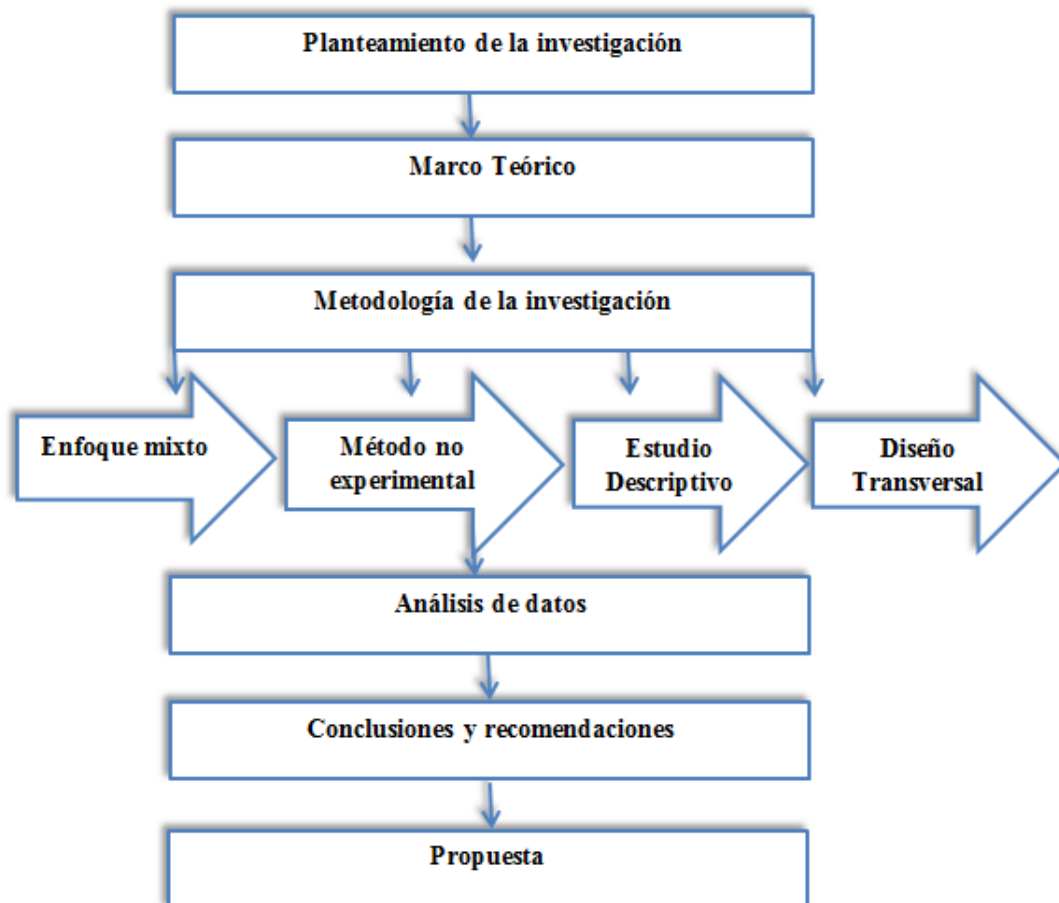 Planteamiento de la investigación
Marco Teórico
Metodología de la investigación
Enfoque mixto
Método no
experimental
Estudio
Descriptivo
Diseño
Transversal
Análisis de datos
Conclusiones y recomendaciones
Propuesta